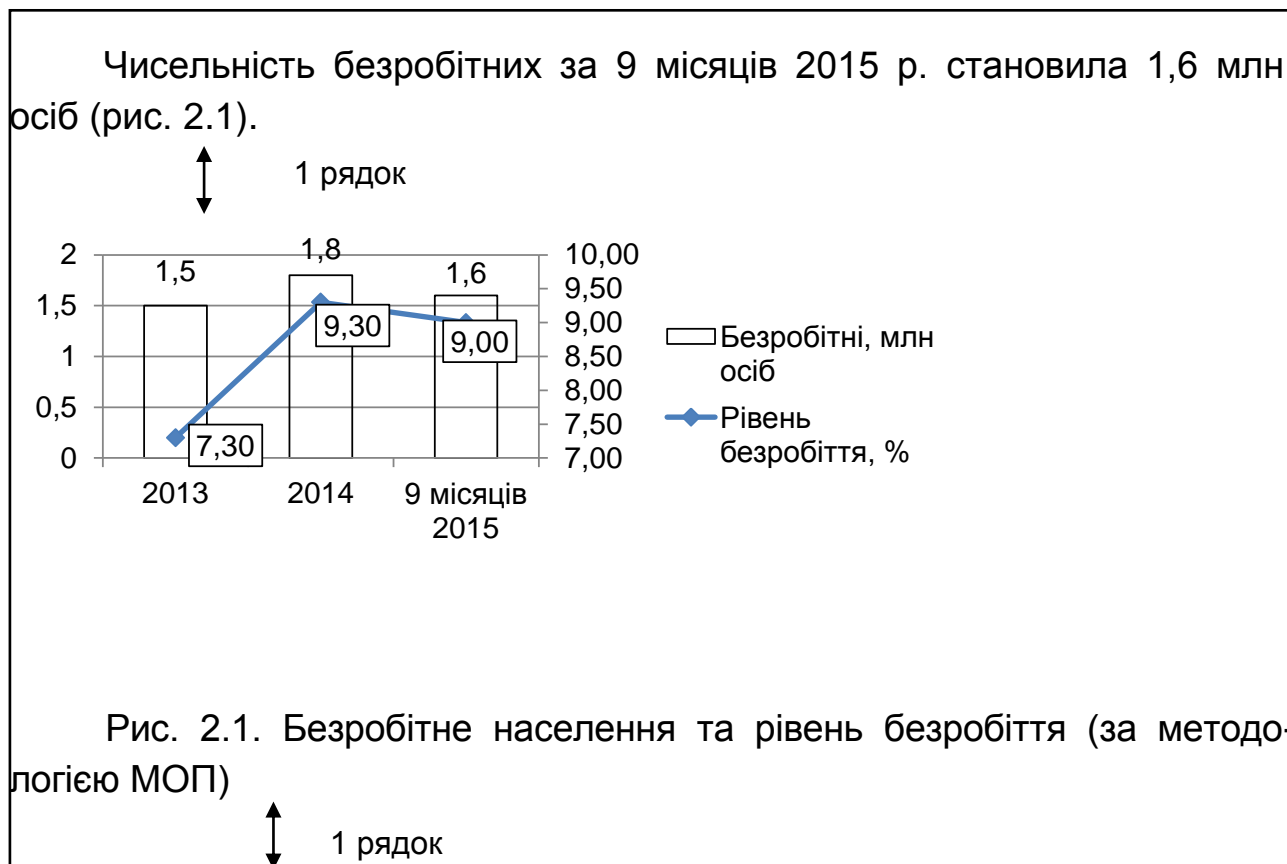 Чисельність безробітних за 9 місяців 2015 р. становила 1,6 млн
осіб (рис. 2.1).
1 рядок
2
1,5
1
0,5
0
1,5
1,8
1,6
7,30
9,30
9,00
10,00
9,50
9,00
8,50
8,00
7,50
7,00
2013
2014
9 місяців
2015
Безробітні, млн
осіб
Рівень
безробіття, %
Рис. 2.1. Безробітне населення та рівень безробіття (за методо-
логією МОП)
1 рядок